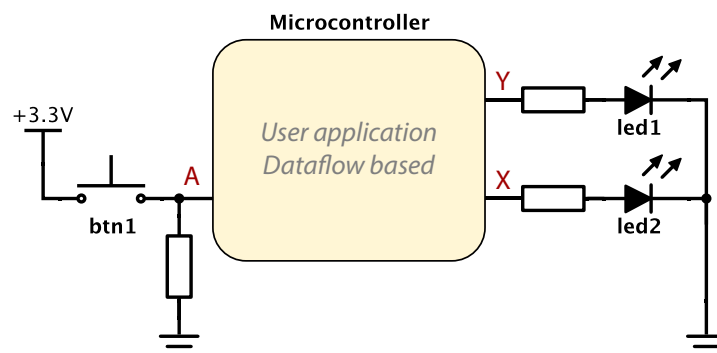 Microcontroller
+3.3V
btn1
A
User application
Dataflow based
Y
led1
X
led2